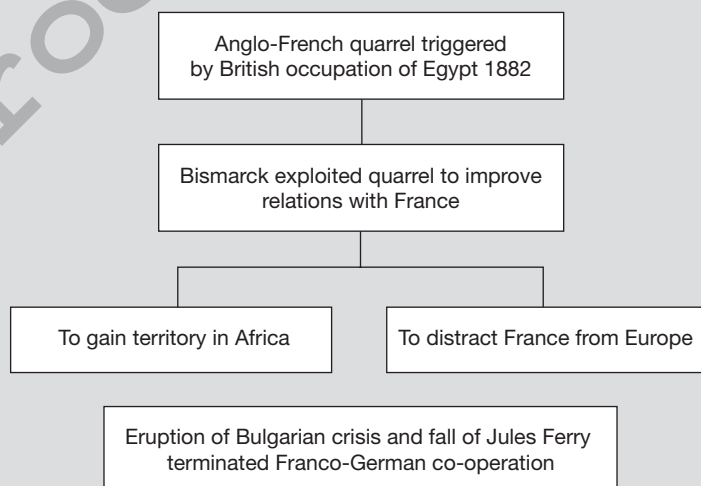 Anglo-French quarrel triggered
by British occupation of Egypt 1882
Bismarck exploited quarrel to improve
relations with France
To gain territory in Africa
To distract France from Europe
Eruption of Bulgarian crisis and fall of Jules Ferry
terminated Franco-German co-operation